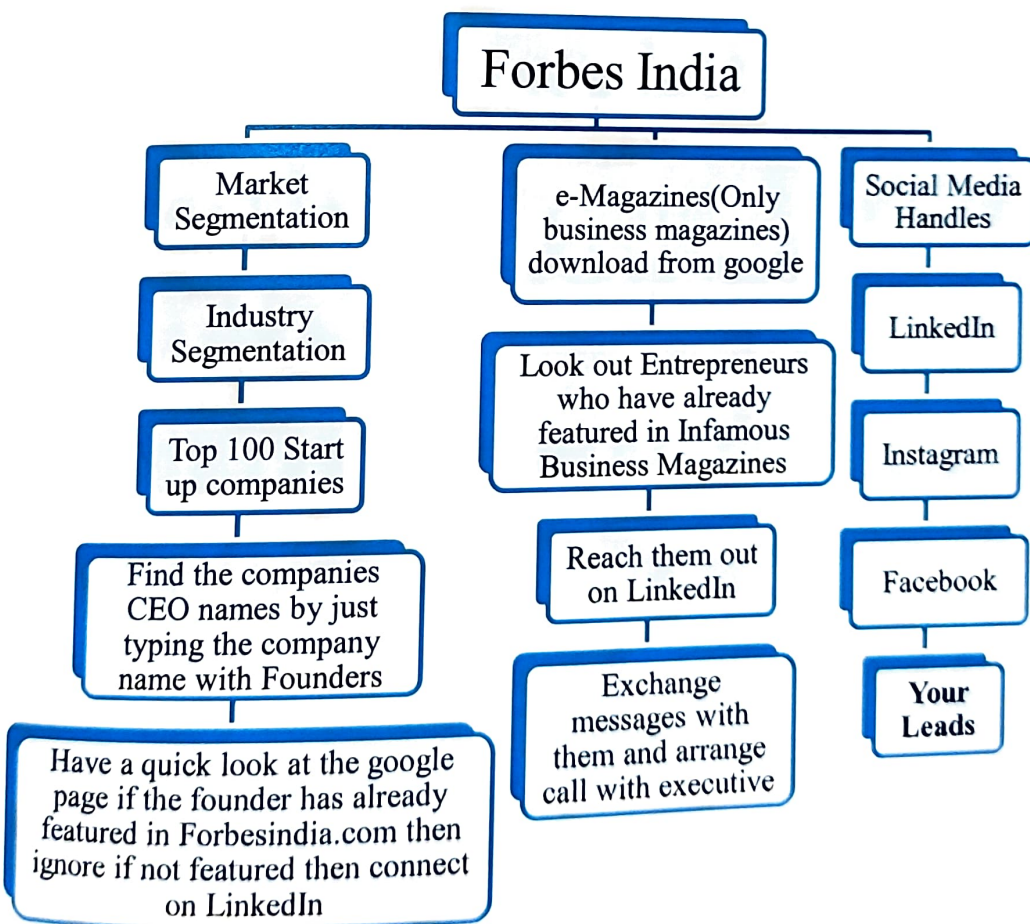 Forbes India
Market
Segmentation
Industry
Segmentation
Top 100 Start
up companies
Find the companies
CEO names by just
typing the company
name with Founders
Have a quick look at the google
page if the founder has already
featured in Forbesindia.com then
ignore if not featured then connect
on LinkedIn
e-Magazines(Only
business magazines)
download from google
Look out Entrepreneurs
who have already
featured in Infamous
Business Magazines
Reach them out
on LinkedIn
Exchange
messages with
them and arrange
call with executive
Social Media
Handles
LinkedIn
Instagram
Facebook
Your
Leads